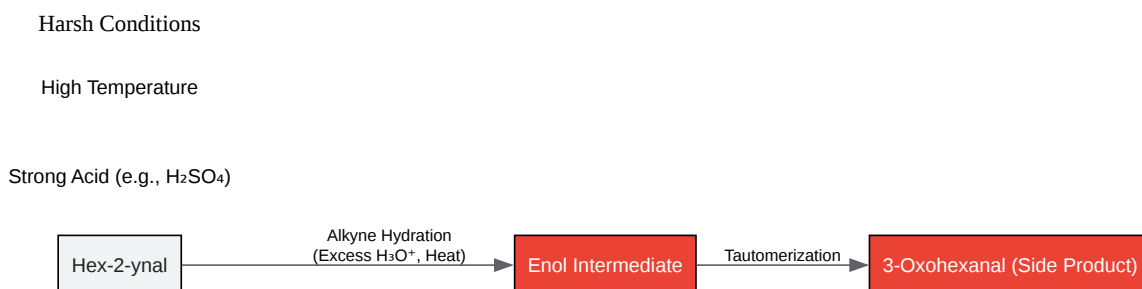 Harsh Conditions
High Temperature
Strong Acid (e.g., H₂SO₄)
Hex-2-ynal
Alkyne Hydration
(Excess H₃O⁺, Heat)
Enol Intermediate
Tautomerization
3-Oxohexanal (Side Product)